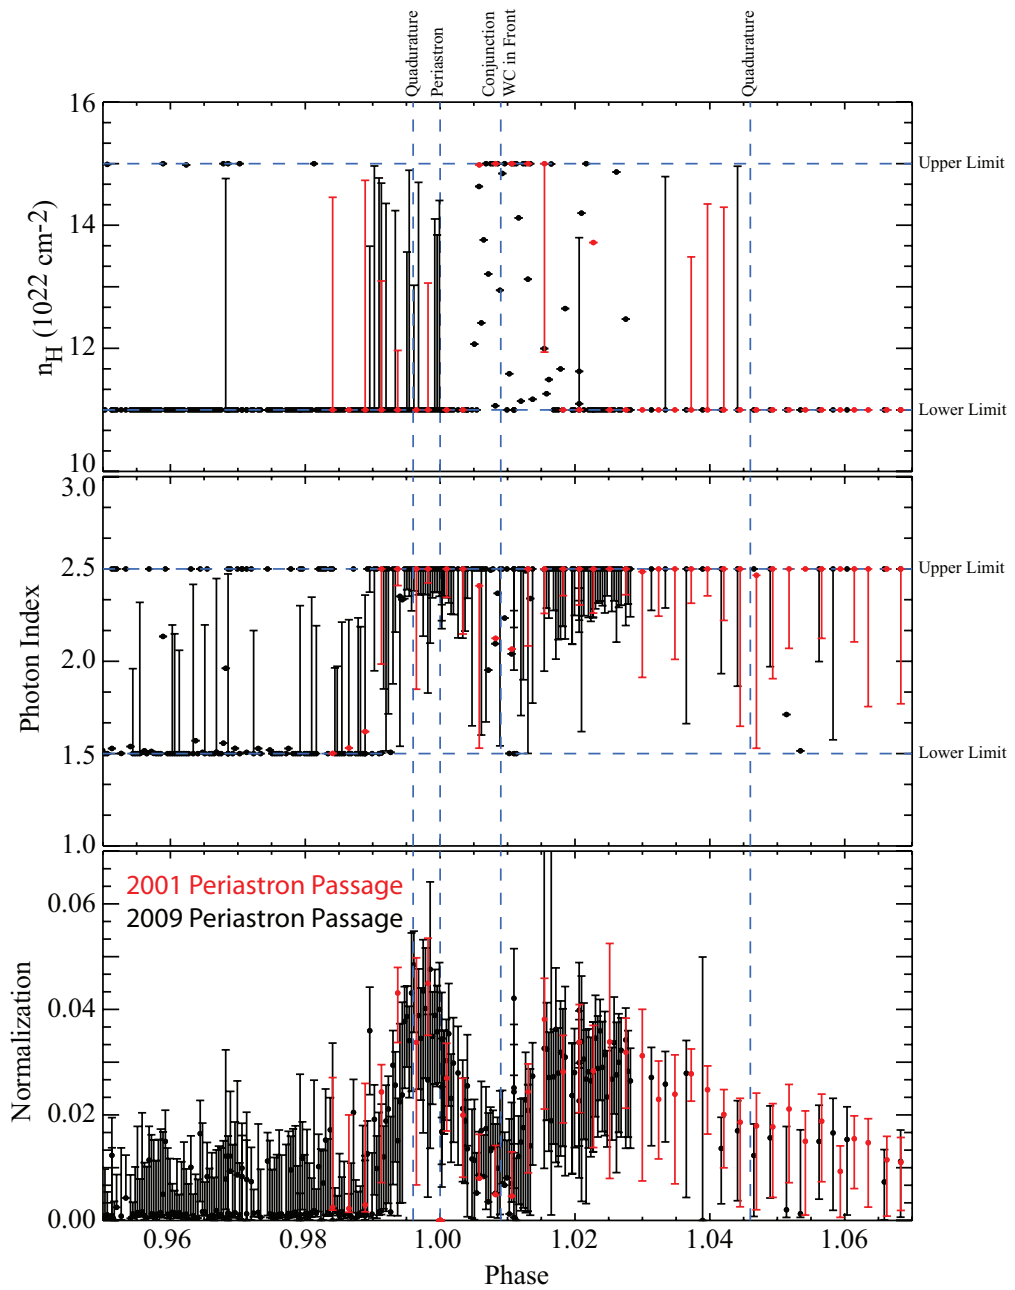 Quadurature
Periastron
Conjunction
WC in Front
Quadurature
16
14
12
10
n_H (10^22 cm-2)
Upper Limit
Lower Limit
3.0
2.5
2.0
1.5
1.0
Photon Index
Upper Limit
Lower Limit
2001 Periastron Passage
2009 Periastron Passage
0.06
0.04
0.02
0.00
Normalization
0.96 0.98 1.00 1.02 1.04 1.06
Phase